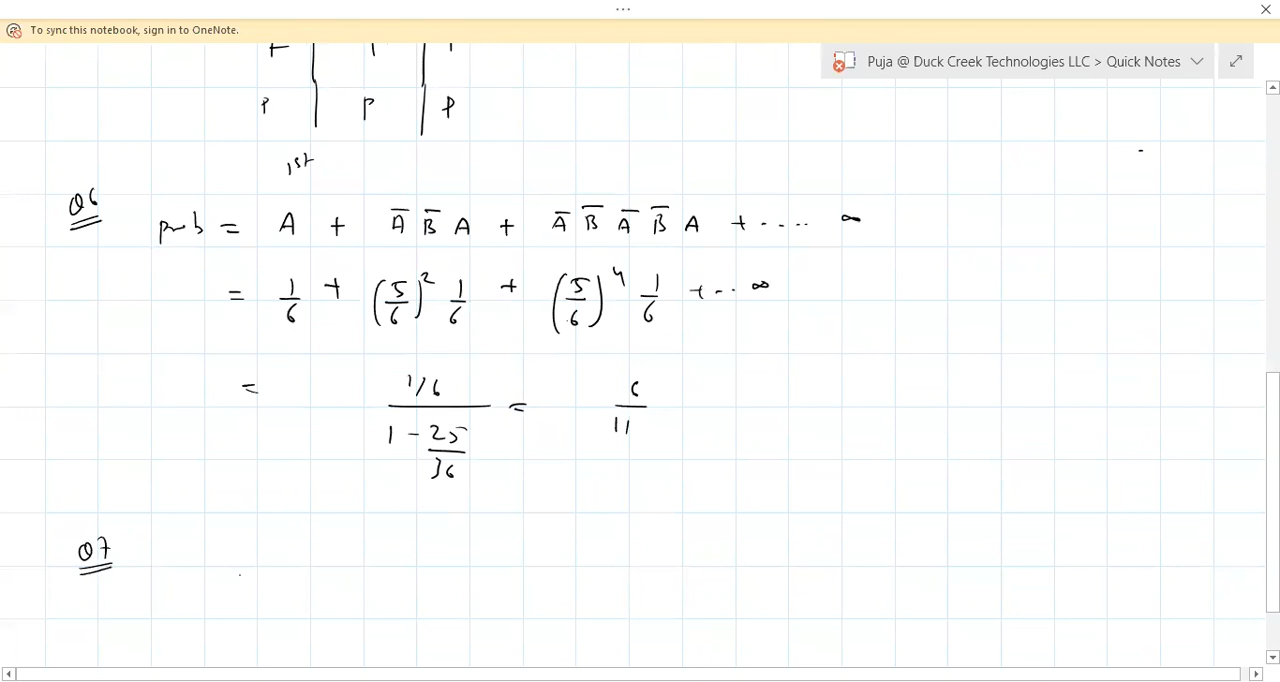 To sync this notebook, sign in to OneNote.
Puja @ Duck Creek Technologies LLC > Quick Notes
P | P | P
1st
Q6
prob = A + A̅ B̅ A + A̅ B̅ A̅ B̅ A + ..... ∞
= 1/6 + (5/6)^2 1/6 + (5/6)^4 1/6 + ... ∞
= (1/6)/(1 - 25/36) = 6/11
Q7